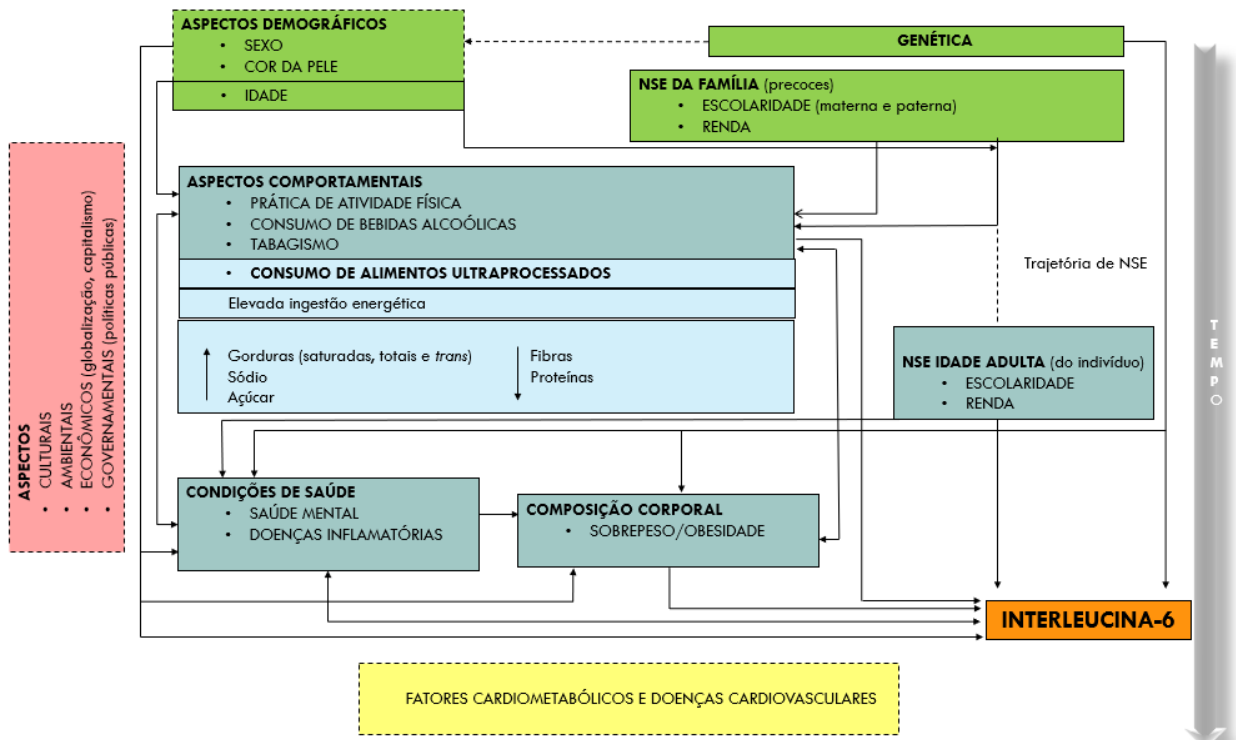 ASPECTOS DEMOGRÁFICOS
• SEXO
• COR DA PELE
• IDADE
GENÉTICA
NSE DA FAMÍLIA (precoces)
• ESCOLARIDADE (materna e paterna)
• RENDA
ASPECTOS
• CULTURAIS
• AMBIENTAIS
• ECONÔMICOS (globalização, capitalismo)
• GOVERNAMENTAIS (políticas públicas)
ASPECTOS COMPORTAMENTAIS
• PRÁTICA DE ATIVIDADE FÍSICA
• CONSUMO DE BEBIDAS ALCOÓLICAS
• TABAGISMO
• CONSUMO DE ALIMENTOS ULTRAPROCESSADOS
Elevada ingestão energética
Gorduras (saturadas, totais e trans)
Sódio
Açúcar
Fibras
Proteínas
Trajetória de NSE
NSE IDADE ADULTA (do indivíduo)
• ESCOLARIDADE
• RENDA
TEMPO
CONDIÇÕES DE SAÚDE
• SAÚDE MENTAL
• DOENÇAS INFLAMATÓRIAS
COMPOSIÇÃO CORPORAL
• SOBREPESO/OBESIDADE
INTERLEUCINA-6
FATORES CARDIOMETABÓLICOS E DOENÇAS CARDIOVASCULARES